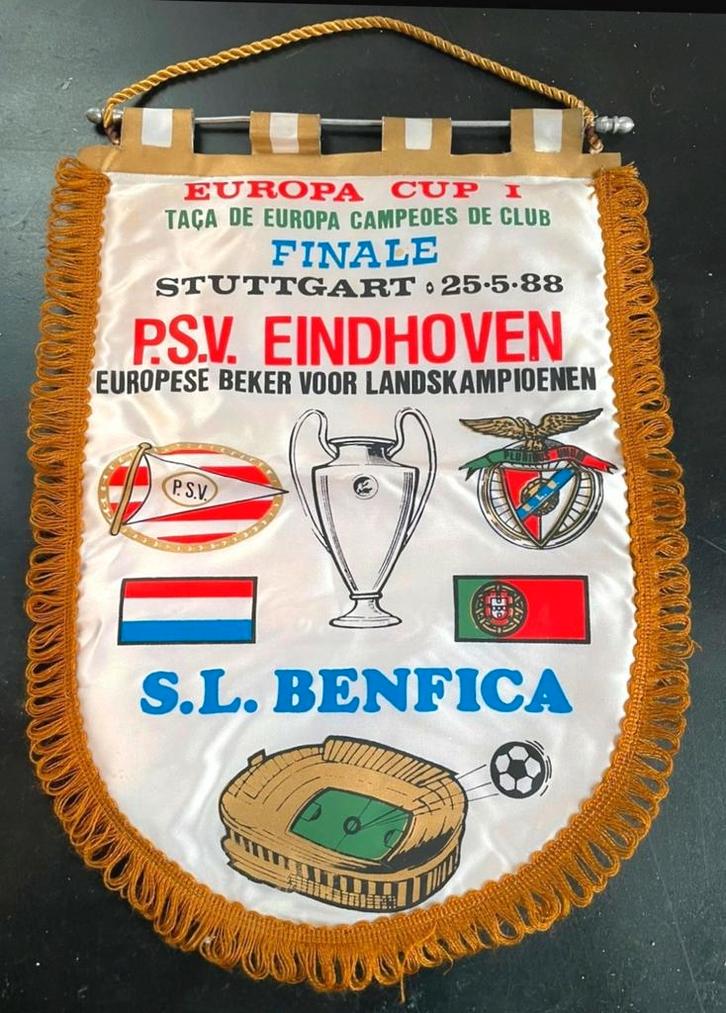 EUROPA CUP I
TAÇA DE EUROPA CAMPEOES DE CLUB
FINALE
STUTTGART ◦ 25·5·88
P.S.V. EINDHOVEN
EUROPESE BEKER VOOR LANDSKAMPIOENEN
P.S.V.
S.L.B.
S.L. BENFICA